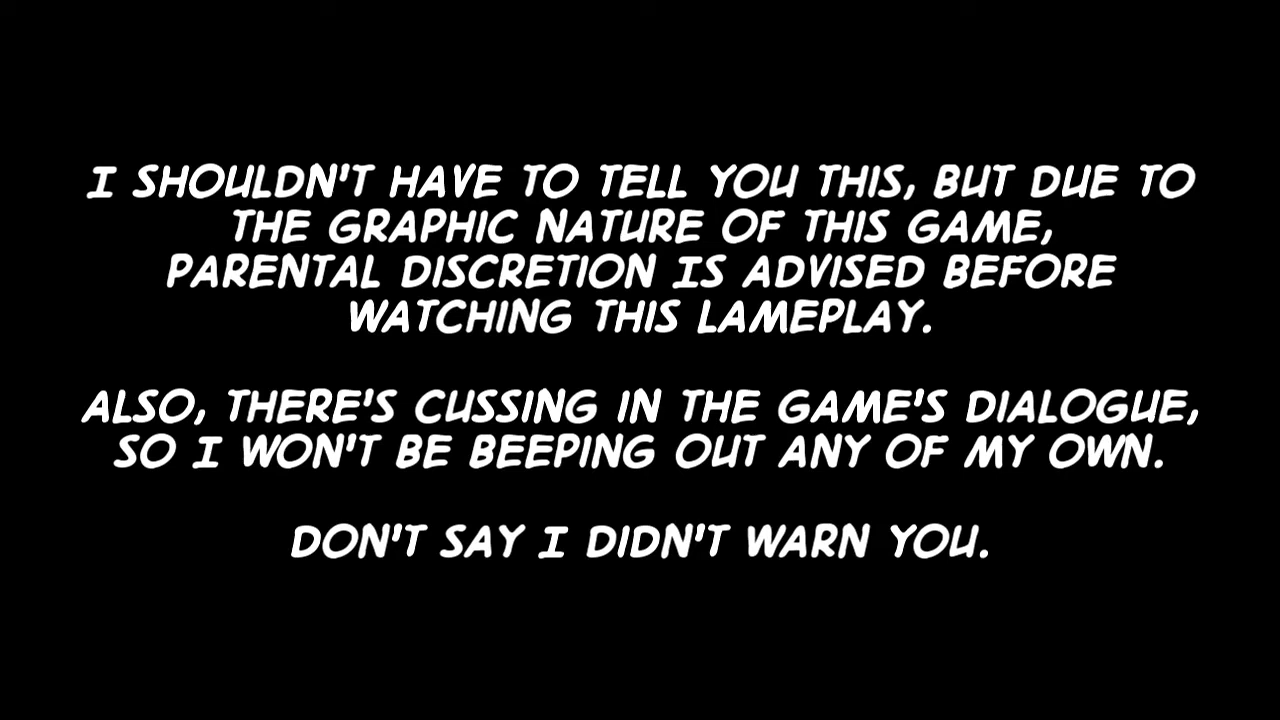 I SHOULDN'T HAVE TO TELL YOU THIS, BUT DUE TO
THE GRAPHIC NATURE OF THIS GAME,
PARENTAL DISCRETION IS ADVISED BEFORE
WATCHING THIS LAMEPLAY.
ALSO, THERE'S CUSSING IN THE GAME'S DIALOGUE,
SO I WON'T BE BEEPING OUT ANY OF MY OWN.
DON'T SAY I DIDN'T WARN YOU.